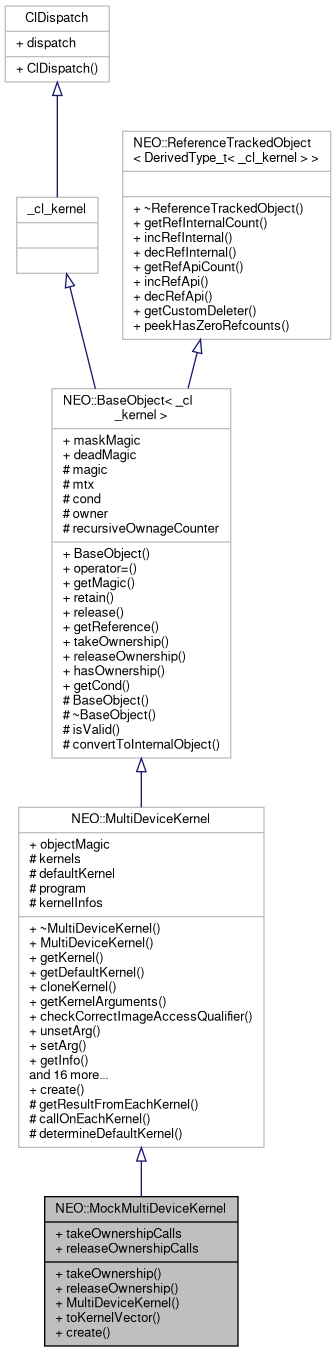 ClDispatch
+ dispatch
+ ClDispatch()
NEO::ReferenceTrackedObject
< DerivedType_t< _cl_kernel > >
+ ~ReferenceTrackedObject()
+ getRefInternalCount()
+ incRefInternal()
+ decRefInternal()
+ getRefApiCount()
+ incRefApi()
+ decRefApi()
+ getCustomDeleter()
+ peekHasZeroRefcounts()
_cl_kernel
NEO::BaseObject< _cl
_kernel >
+ maskMagic
+ deadMagic
# magic
# mtx
# cond
# owner
# recursiveOwnageCounter
+ BaseObject()
+ operator=()
+ getMagic()
+ retain()
+ release()
+ getReference()
+ takeOwnership()
+ releaseOwnership()
+ hasOwnership()
+ getCond()
# BaseObject()
# ~BaseObject()
# isValid()
# convertToInternalObject()
NEO::MultiDeviceKernel
+ objectMagic
# kernels
# defaultKernel
# program
# kernelInfos
+ ~MultiDeviceKernel()
+ MultiDeviceKernel()
+ getKernel()
+ getDefaultKernel()
+ cloneKernel()
+ getKernelArguments()
+ checkCorrectImageAccessQualifier()
+ unsetArg()
+ setArg()
+ getInfo()
and 16 more...
+ create()
# getResultFromEachKernel()
# callOnEachKernel()
# determineDefaultKernel()
NEO::MockMultiDeviceKernel
+ takeOwnershipCalls
+ releaseOwnershipCalls
+ takeOwnership()
+ releaseOwnership()
+ MultiDeviceKernel()
+ toKernelVector()
+ create()